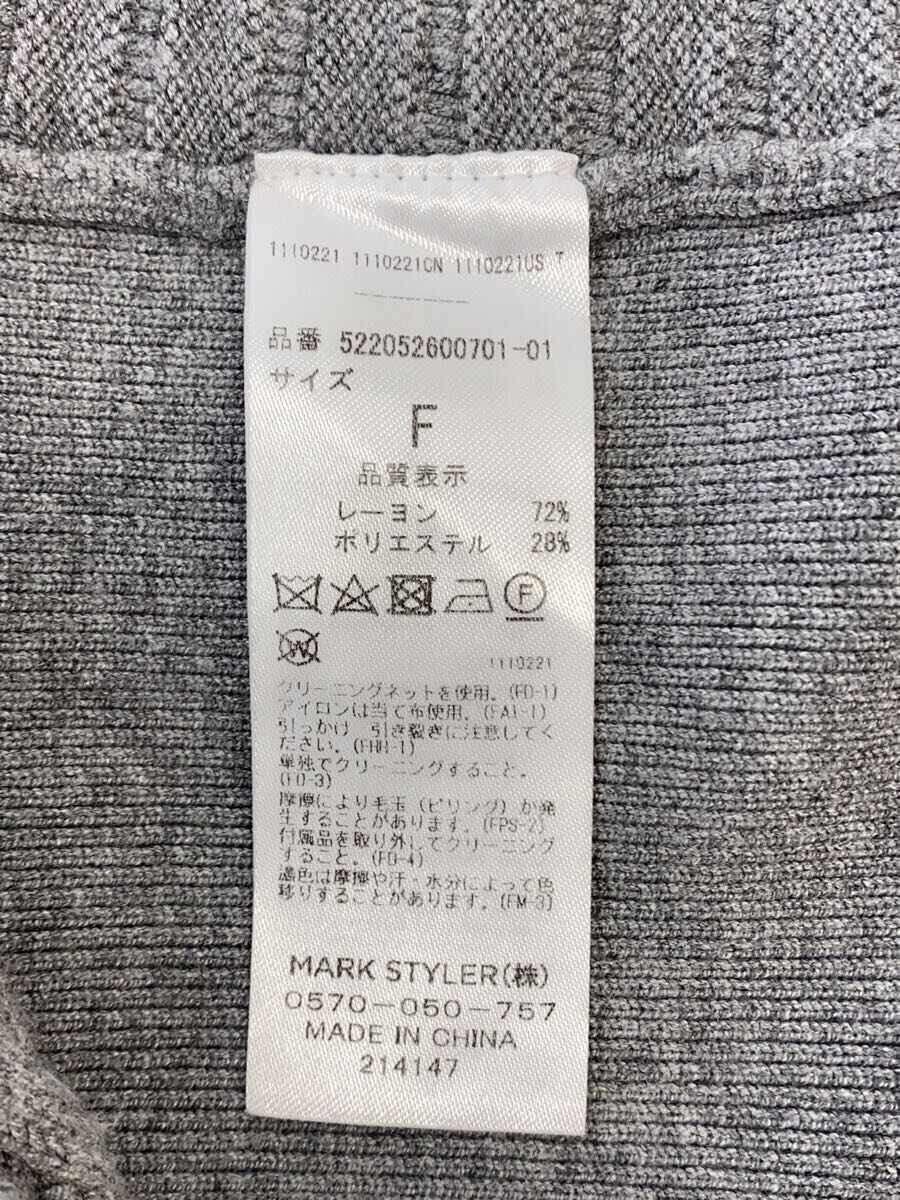 1110221 1110221CN 1110221US T
品番 522052600701-01
サイズ
F
品質表示
レーヨン 72%
ポリエステル 28%
F
W
1110221
クリーニングネットを使用。(FD-1)
アイロンは当て布使用。(FA1-1)
引っかけ 引き裂きに注意してく
ださい。(FHH-1)
単独でクリーニングすること。
(FD-3)
摩擦により毛玉（ピリング）が発
生することがあります。(FPS-2)
付属品を取り外してクリーニング
すること。(FD-4)
濃色は摩擦や汗・水分によって色
移りすることがあります。(FM-3)
MARK STYLER(株)
0570-050-757
MADE IN CHINA
214147